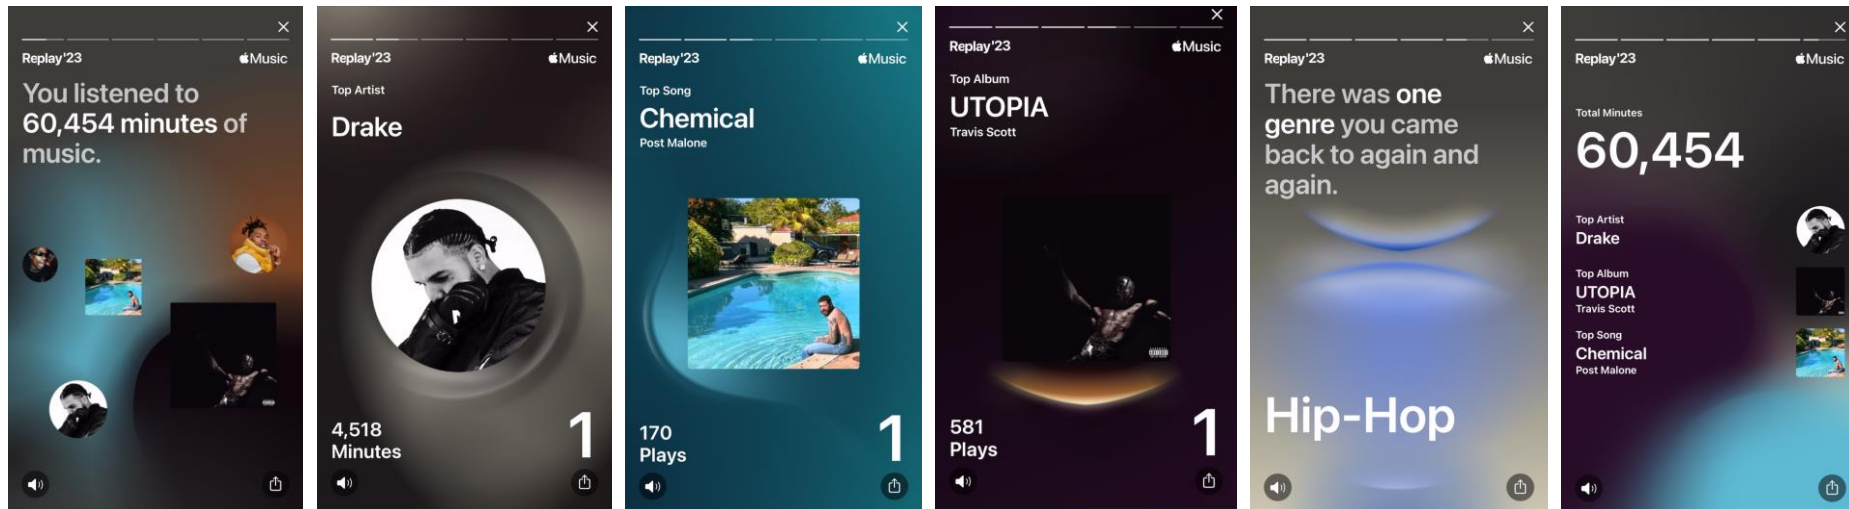 Replay'23
Music
You listened to
60,454 minutes of
music.
Replay'23
Music
Top Artist
Drake
4,518
Minutes
1
Replay'23
Music
Top Song
Chemical
Post Malone
170
Plays
1
Replay'23
Music
Top Album
UTOPIA
Travis Scott
581
Plays
1
Replay'23
Music
There was one
genre you came
back to again and
again.
Hip-Hop
Replay'23
Music
Total Minutes
60,454
Top Artist
Drake
Top Album
UTOPIA
Travis Scott
Top Song
Chemical
Post Malone